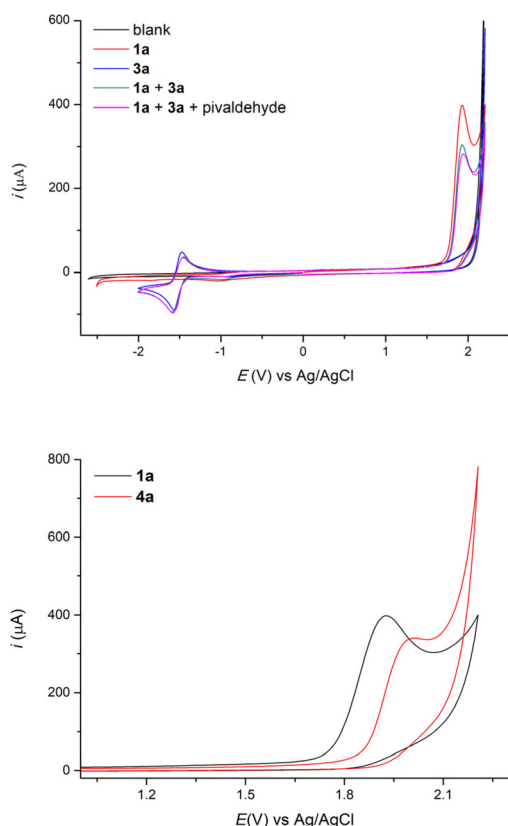 600
400
200
0
i (μA)
blank
1a
3a
1a + 3a
1a + 3a + pivaldehyde
-2 -1 0 1 2
E (V) vs Ag/AgCl
800
600
400
200
0
i (μA)
1a
4a
1.2 1.5 1.8 2.1
E(V) vs Ag/AgCl